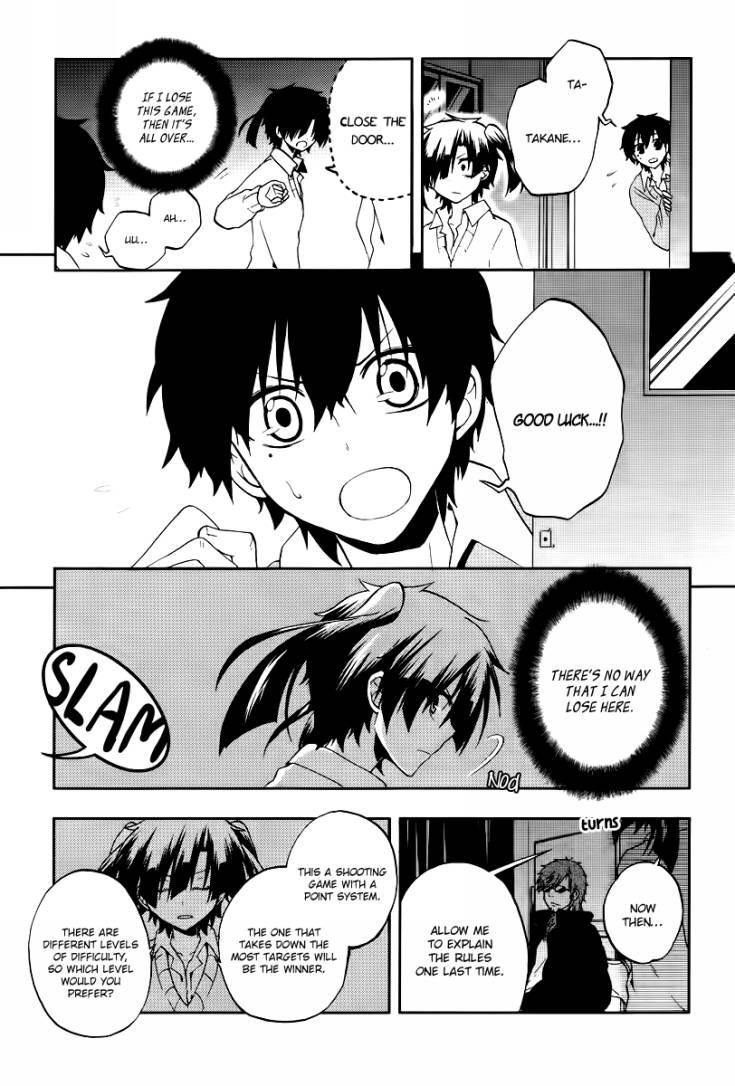 TA-
TAKANE...
CLOSE THE
DOOR...
IF I LOSE
THIS GAME,
THEN IT'S
ALL OVER...
AH...
UU...
GOOD LUCK...!!
THERE'S NO WAY
THAT I CAN
LOSE HERE.
SLAM
Nod
turns
NOW
THEN...
ALLOW ME
TO EXPLAIN
THE RULES
ONE LAST TIME.
THIS A SHOOTING
GAME WITH A
POINT SYSTEM.
THE ONE THAT
TAKES DOWN THE
MOST TARGETS WILL
BE THE WINNER.
THERE ARE
DIFFERENT LEVELS
OF DIFFICULTY,
SO WHICH LEVEL
WOULD YOU
PREFER?